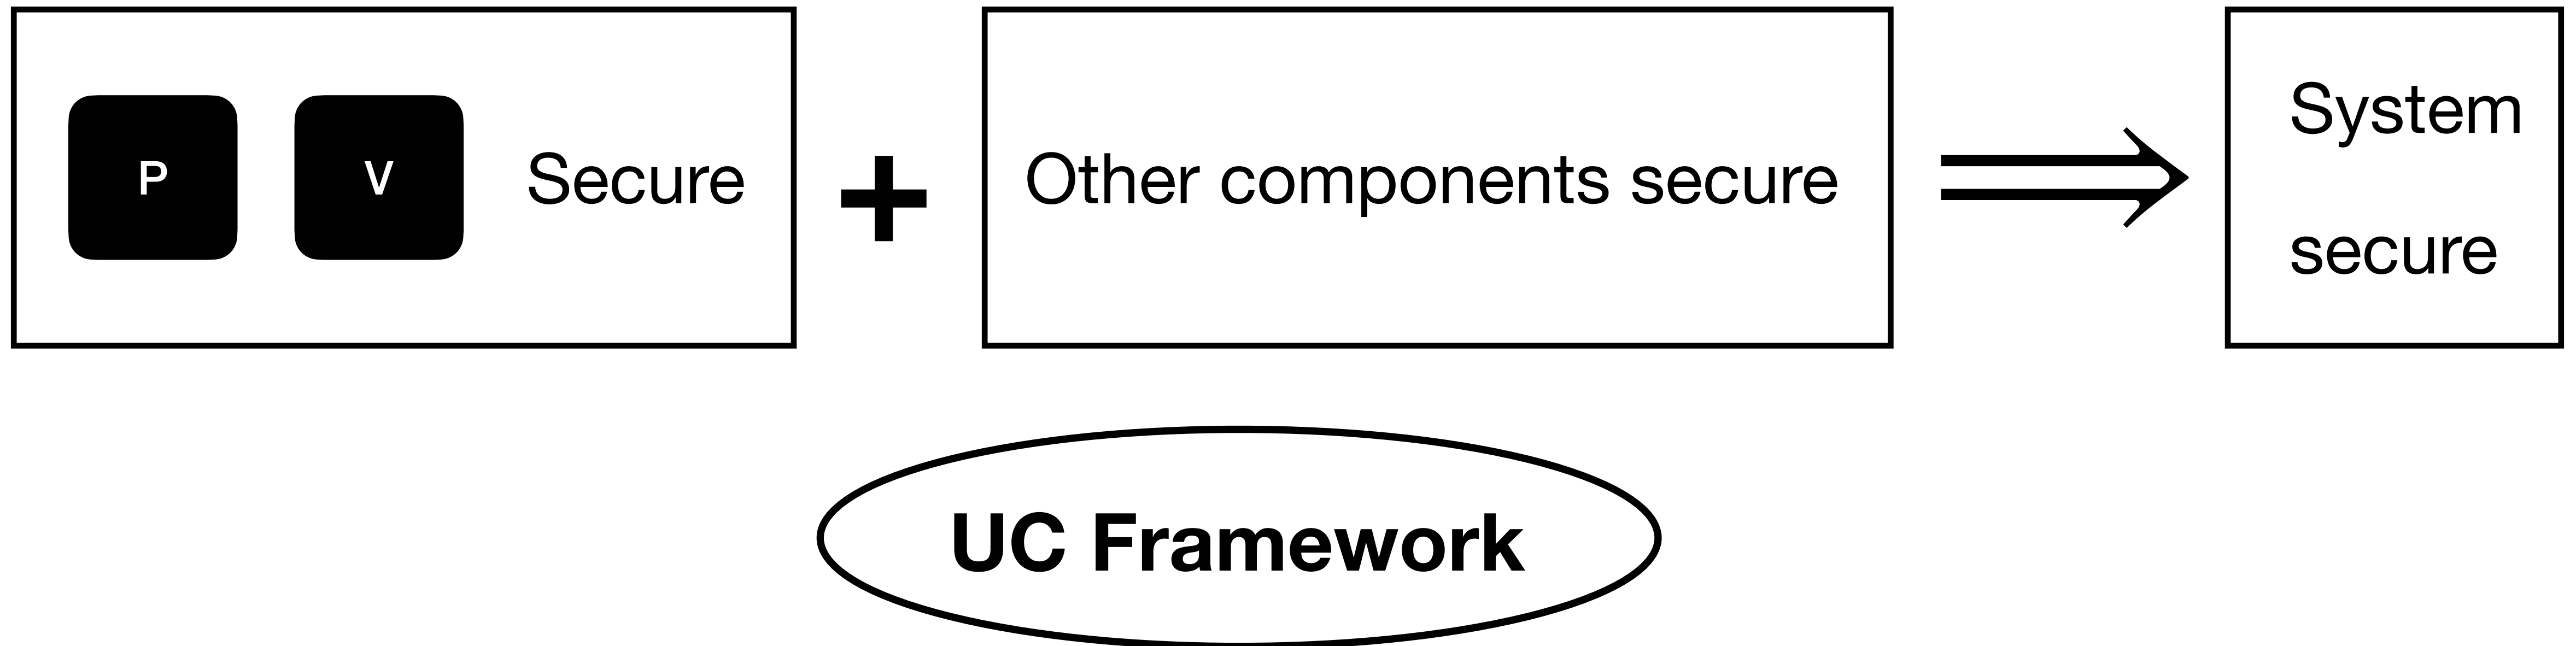 P V Secure + Other components secure System
secure
UC Framework